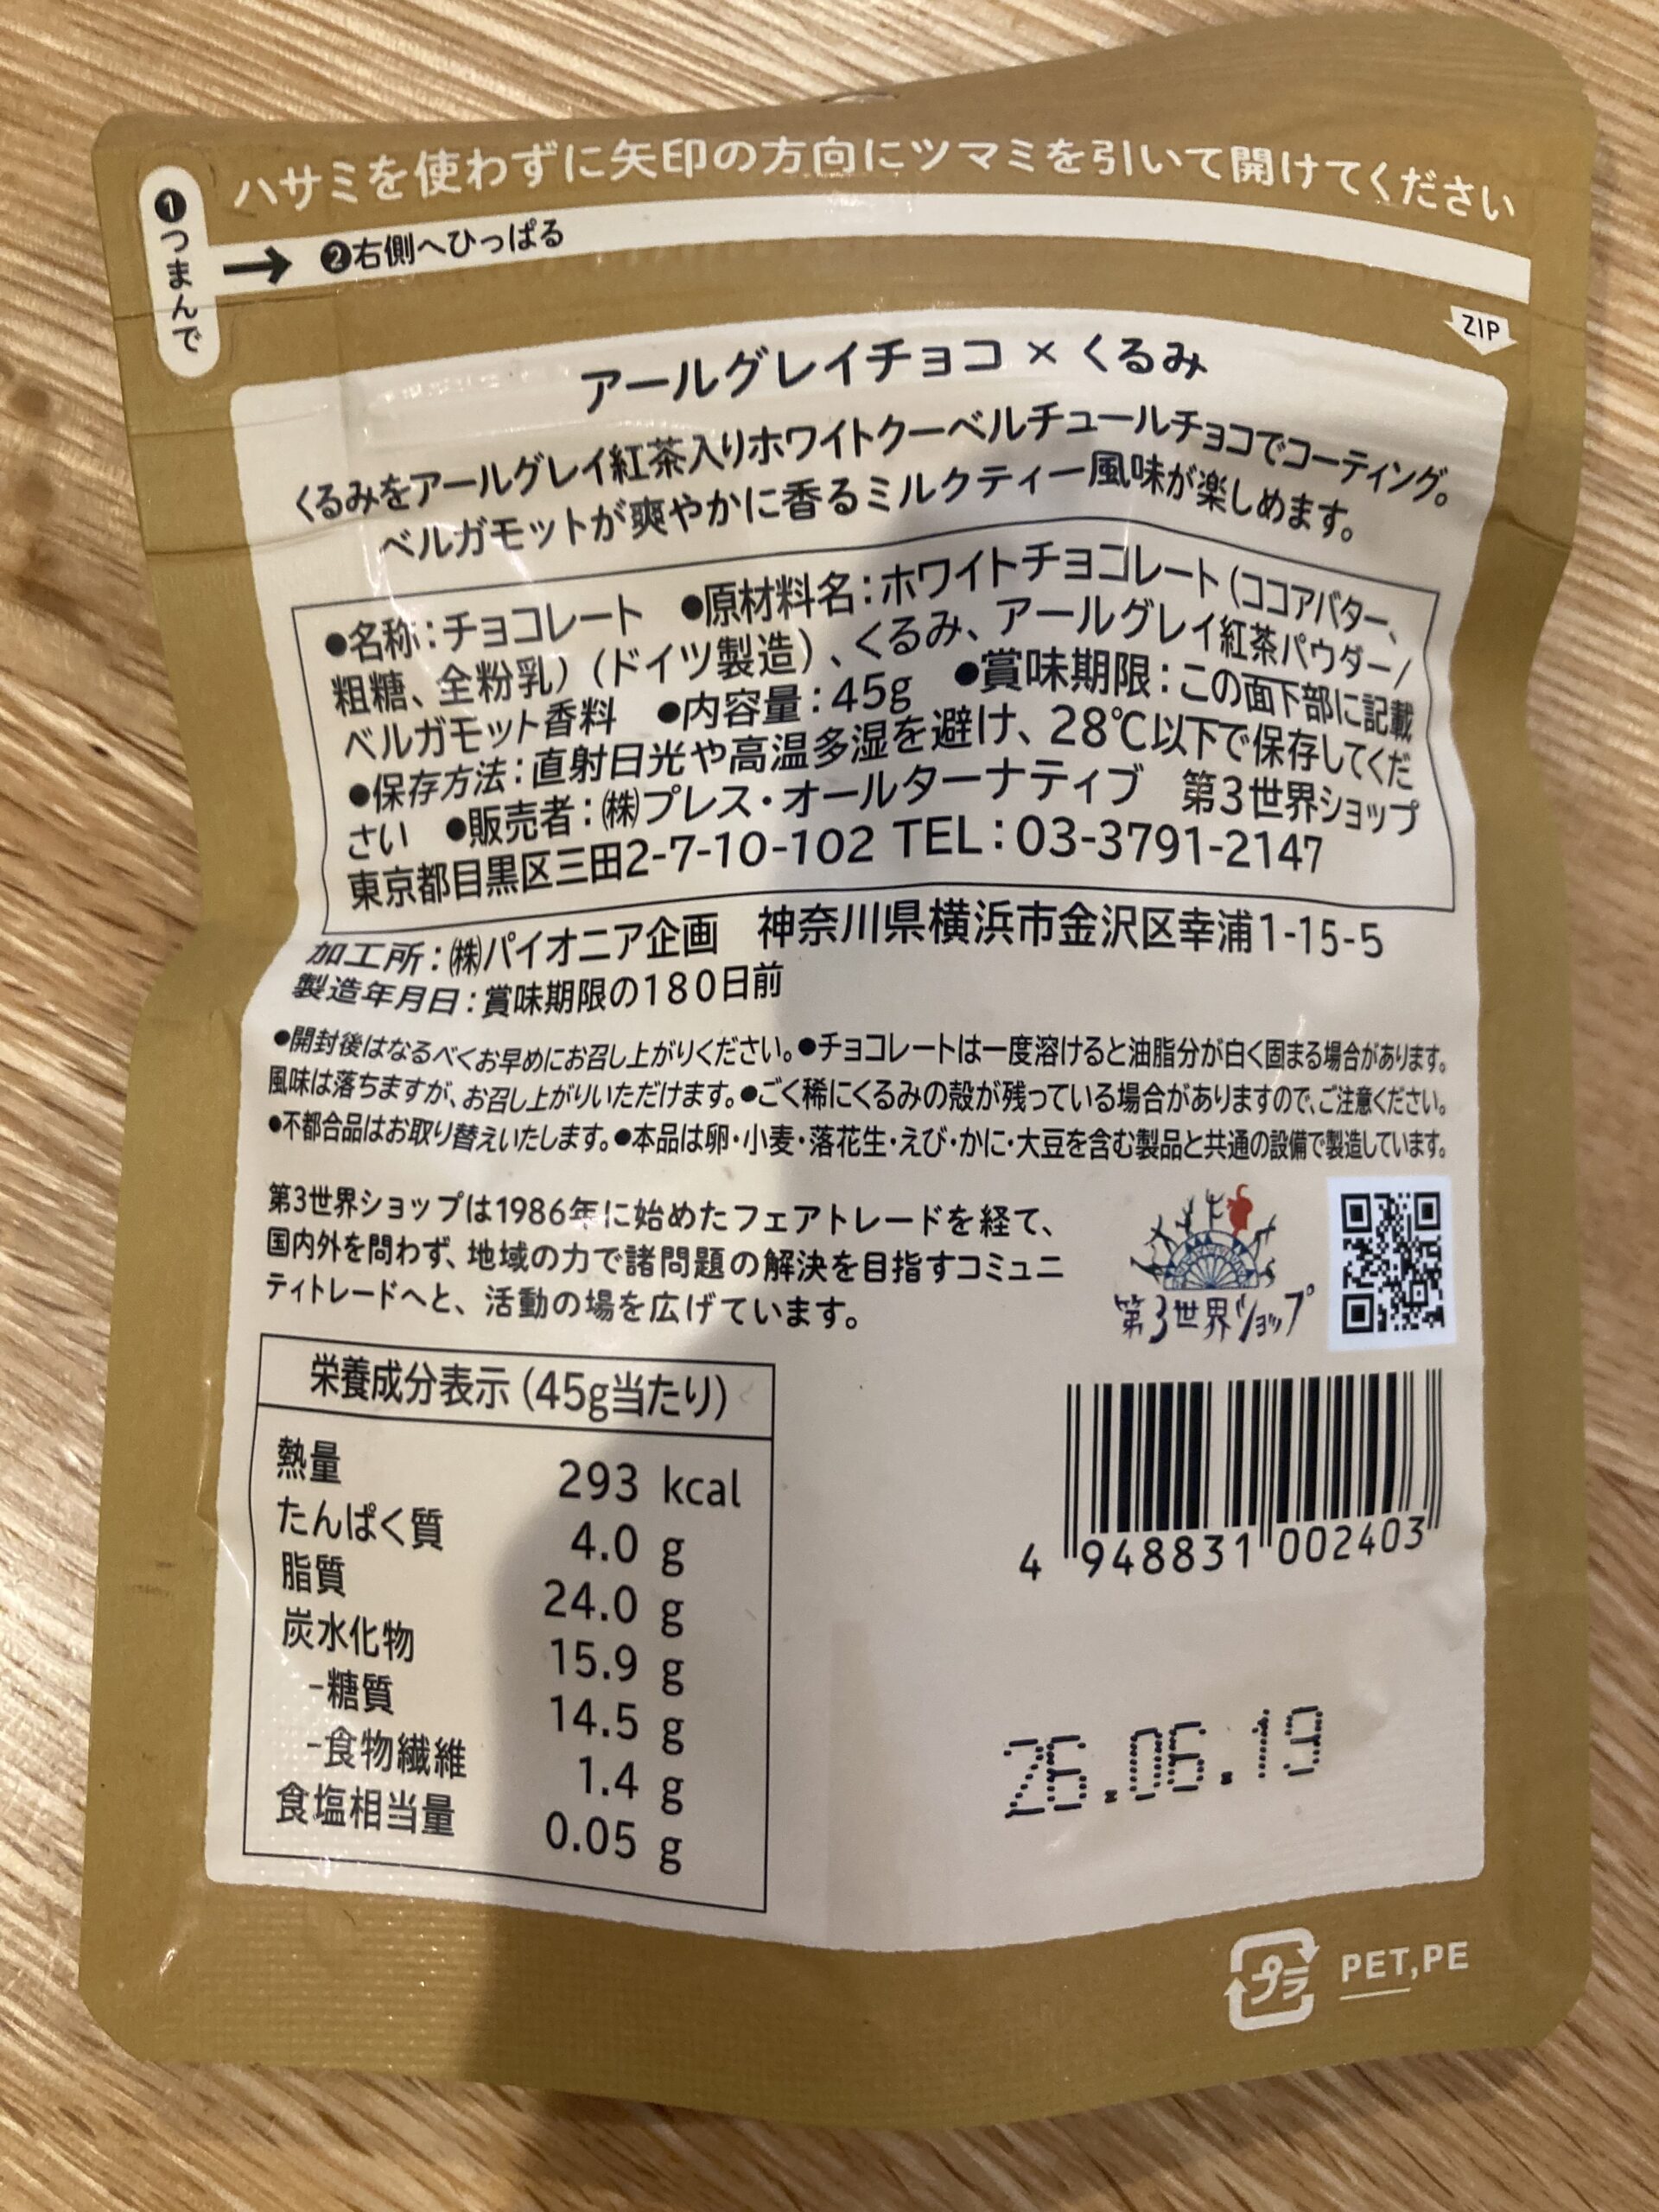 ハサミを使わずに矢印の方向にツマミを引いて開けてください
❶つまんで
→ ❷右側へひっぱる
ZIP
アールグレイチョコ × くるみ
くるみをアールグレイ紅茶入りホワイトクーベルチュールチョコでコーティング。
ベルガモットが爽やかに香るミルクティー風味が楽しめます。
●名称:チョコレート ●原材料名:ホワイトチョコレート(ココアバター、
粗糖、全粉乳)(ドイツ製造)、くるみ、アールグレイ紅茶パウダー/
ベルガモット香料 ●内容量:45g ●賞味期限:この面下部に記載
●保存方法:直射日光や高温多湿を避け、28℃以下で保存してくだ
さい ●販売者:㈱プレス・オールターナティブ 第3世界ショップ
東京都目黒区三田2-7-10-102 TEL:03-3791-2147
加工所:㈱パイオニア企画 神奈川県横浜市金沢区幸浦1-15-5
製造年月日:賞味期限の180日前
●開封後はなるべくお早めにお召し上がりください。●チョコレートは一度溶けると油脂分が白く固まる場合があります。
風味は落ちますが、お召し上がりいただけます。●ごく稀にくるみの殻が残っている場合がありますので、ご注意ください。
●不都合品はお取り替えいたします。●本品は卵・小麦・落花生・えび・かに・大豆を含む製品と共通の設備で製造しています。
第3世界ショップは1986年に始めたフェアトレードを経て、
国内外を問わず、地域の力で諸問題の解決を目指すコミュニ
ティトレードへと、活動の場を広げています。
第3世界ショップ
栄養成分表示(45g当たり)
熱量 293 kcal
たんぱく質 4.0 g
脂質 24.0 g
炭水化物 15.9 g
-糖質 14.5 g
-食物繊維 1.4 g
食塩相当量 0.05 g
4 948831 002403
26.06.19
プラ PET,PE